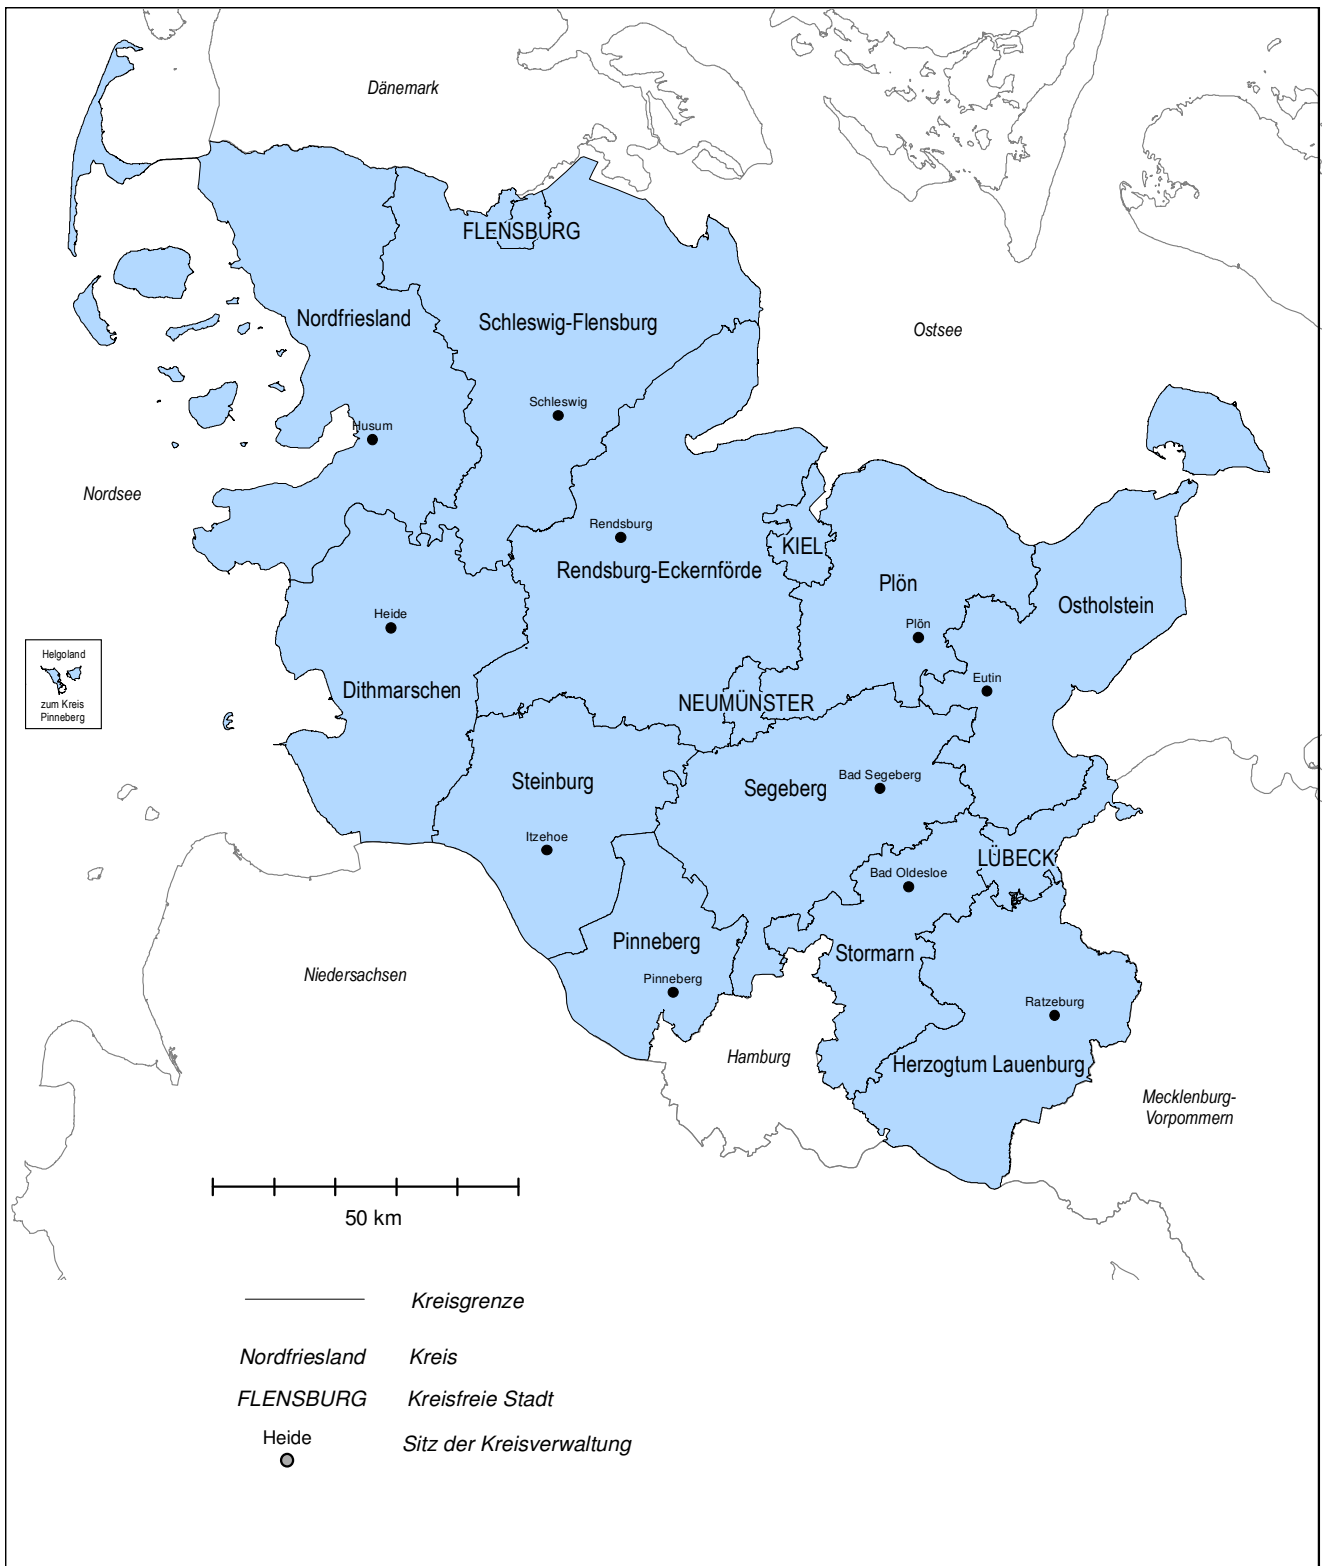 Dänemark
FLENSBURG
Nordfriesland
Schleswig-Flensburg
Ostsee
Schleswig
Husum
Nordsee
Rendsburg
KIEL
Rendsburg-Eckernförde
Plön
Ostholstein
Heide
Plön
Helgoland
zum Kreis
Pinneberg
Eutin
Dithmarschen
NEUMÜNSTER
Steinburg
Segeberg
Bad Segeberg
Itzehoe
LÜBECK
Bad Oldesloe
Pinneberg
Stormarn
Niedersachsen
Pinneberg
Ratzeburg
Hamburg
Herzogtum Lauenburg
Mecklenburg-
Vorpommern
50 km
Kreisgrenze
Nordfriesland Kreis
FLENSBURG Kreisfreie Stadt
Heide Sitz der Kreisverwaltung